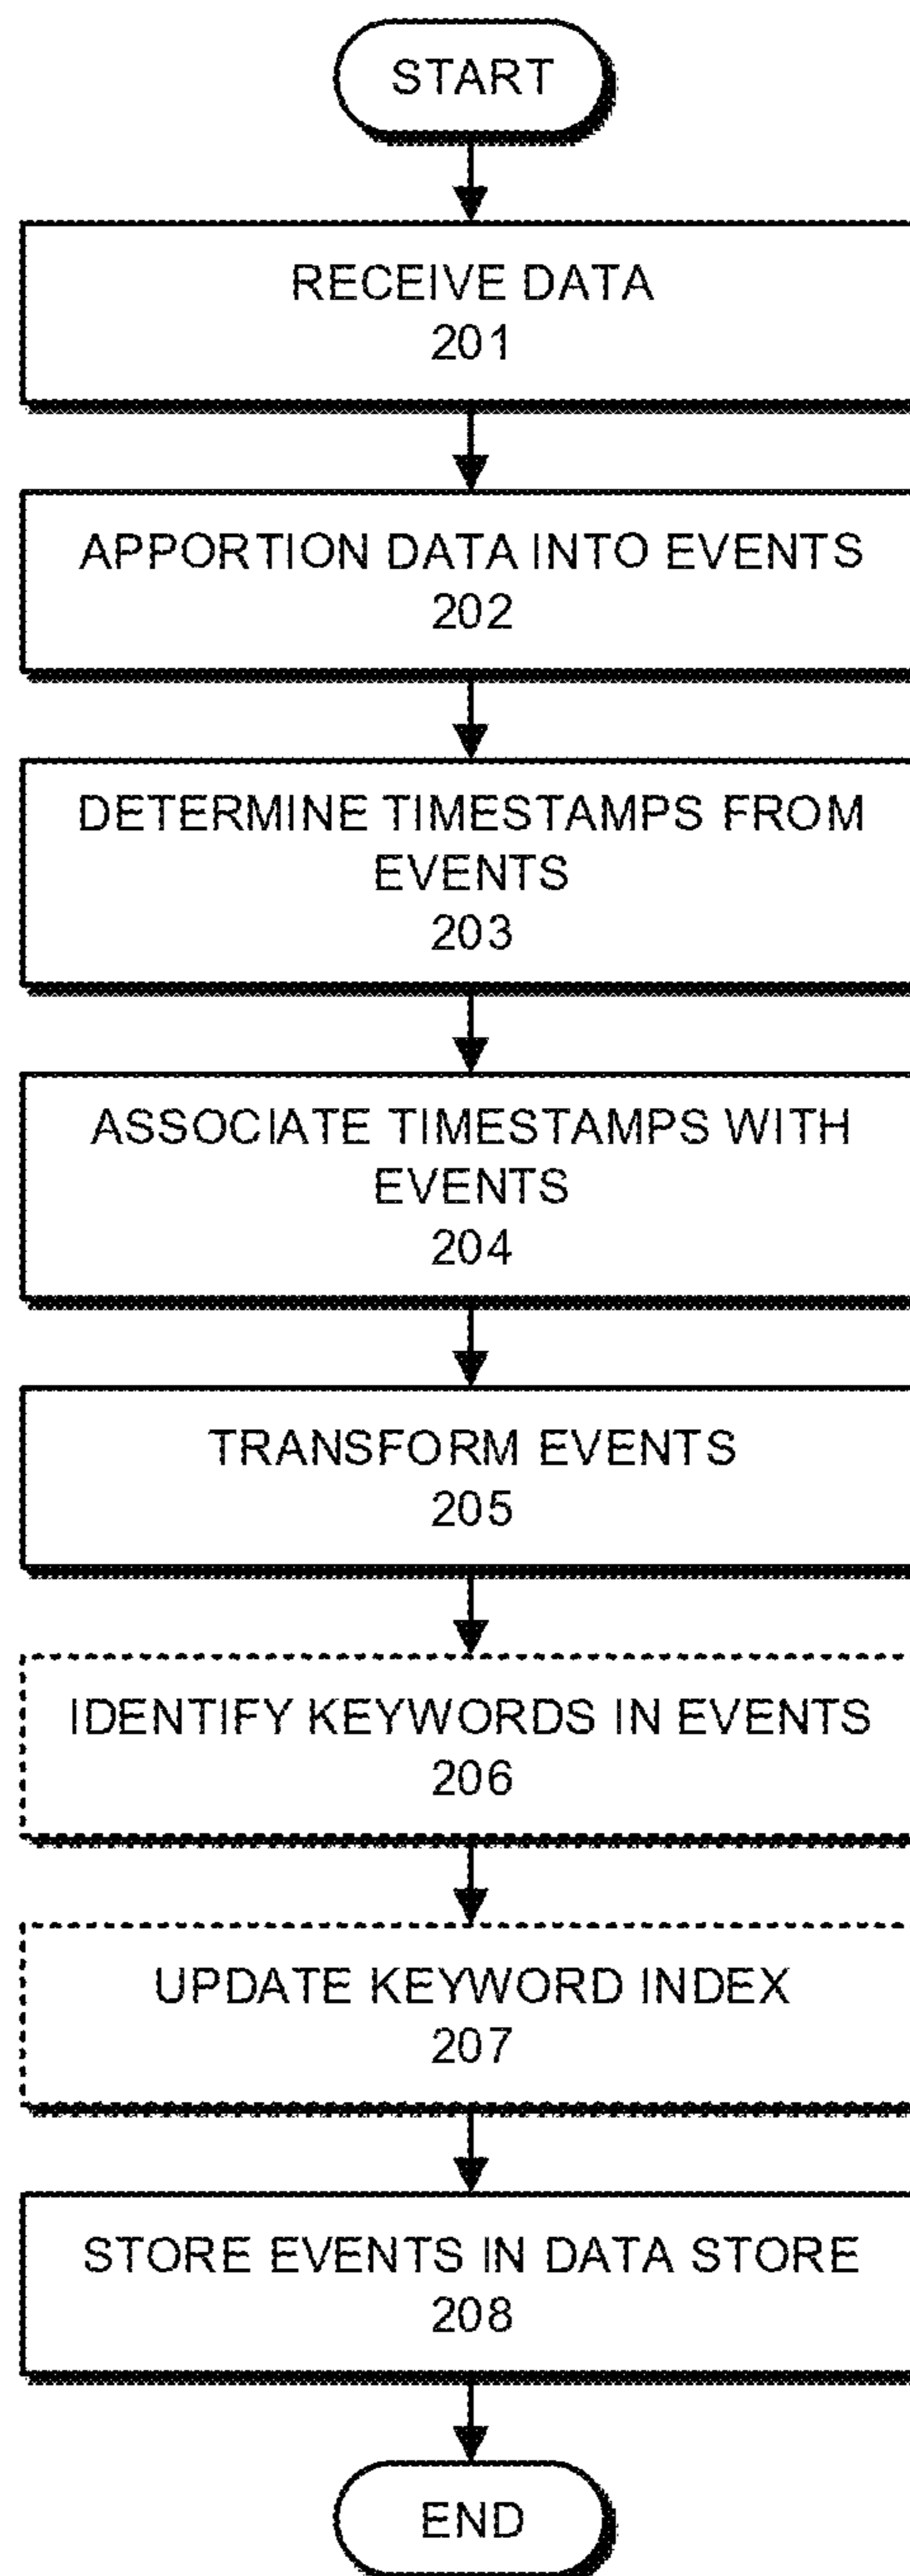 START
RECEIVE DATA
201
APPORTION DATA INTO EVENTS
202
DETERMINE TIMESTAMPS FROM
EVENTS
203
ASSOCIATE TIMESTAMPS WITH
EVENTS
204
TRANSFORM EVENTS
205
IDENTIFY KEYWORDS IN EVENTS
206
UPDATE KEYWORD INDEX
207
STORE EVENTS IN DATA STORE
208
END